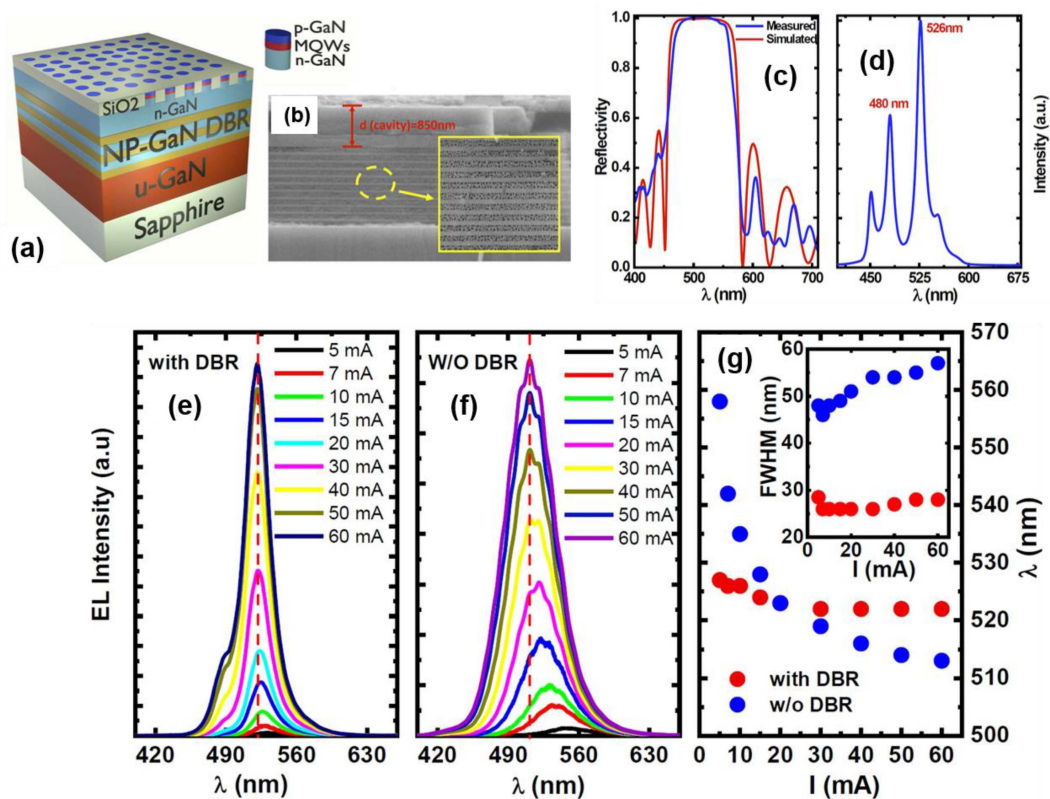 p-GaN
MQWs
n-GaN
SiO2
n-GaN
NP-GaN DBR
u-GaN
Sapphire
(a)
(b)
d (cavity)=850nm
1.0
0.8
0.6
0.4
0.2
0.0
Reflectivity
400 500 600 700
λ (nm)
Measured
Simulated
(c)
(d)
526nm
480 nm
450 525 600 675
λ (nm)
Intensity (a.u.)
with DBR
(e)
5 mA
7 mA
10 mA
15 mA
20 mA
30 mA
40 mA
50 mA
60 mA
EL Intensity (a.u)
420 490 560 630
λ (nm)
W/O DBR
(f)
5 mA
7 mA
10 mA
15 mA
20 mA
30 mA
40 mA
50 mA
60 mA
420 490 560 630
λ (nm)
(g)
60
50
40
30
20
FWHM (nm)
0 10 20 30 40 50 60
I (mA)
with DBR
w/o DBR
570
560
550
540
530
520
510
500
λ (nm)
0 10 20 30 40 50 60
I (mA)